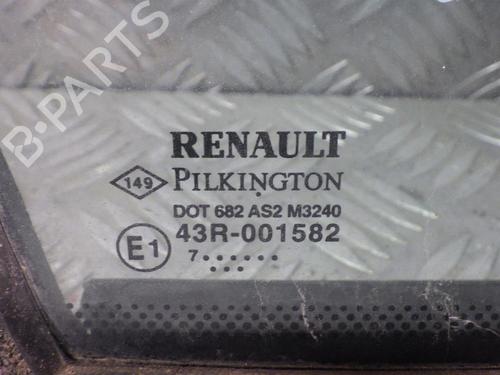 B-PARTS
RENAULT
149 PILKINGTON
DOT 682 AS2 M3240
E1 43R-001582
7......
...